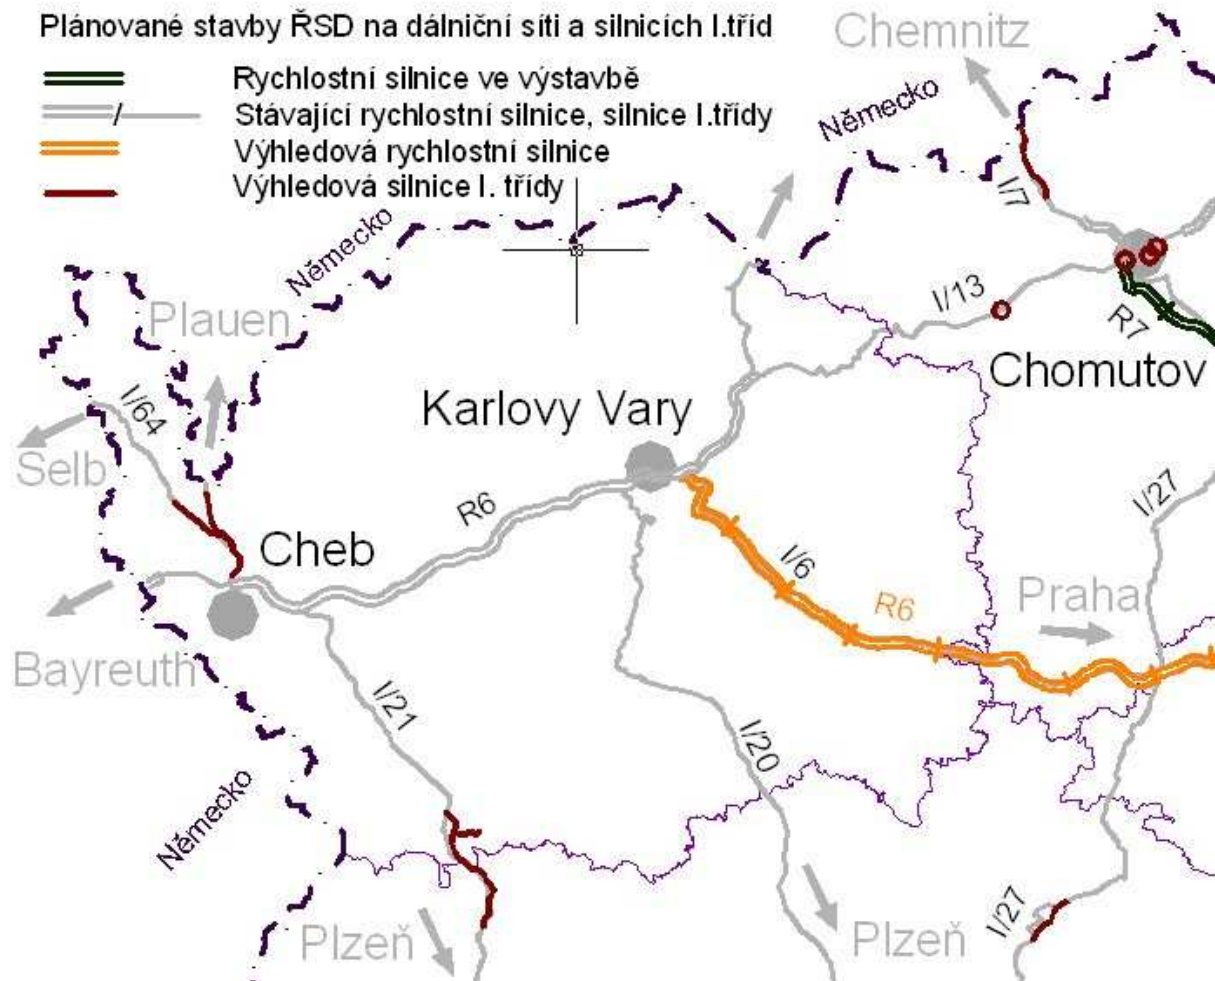 Plánované stavby ŘSD na dálniční síti a silnicích I.tříd
Rychlostní silnice ve výstavbě
Stávající rychlostní silnice, silnice I.třídy
Výhledová rychlostní silnice
Výhledová silnice I. třídy
Chemnitz
Německo
I/7
Německo
Plauen
I/13
R7
Chomutov
I/64
Karlovy Vary
Selb
I/27
R6
Cheb
I/6
R6
Praha
Bayreuth
I/21
I/20
Německo
Plzeň
Plzeň
I/27